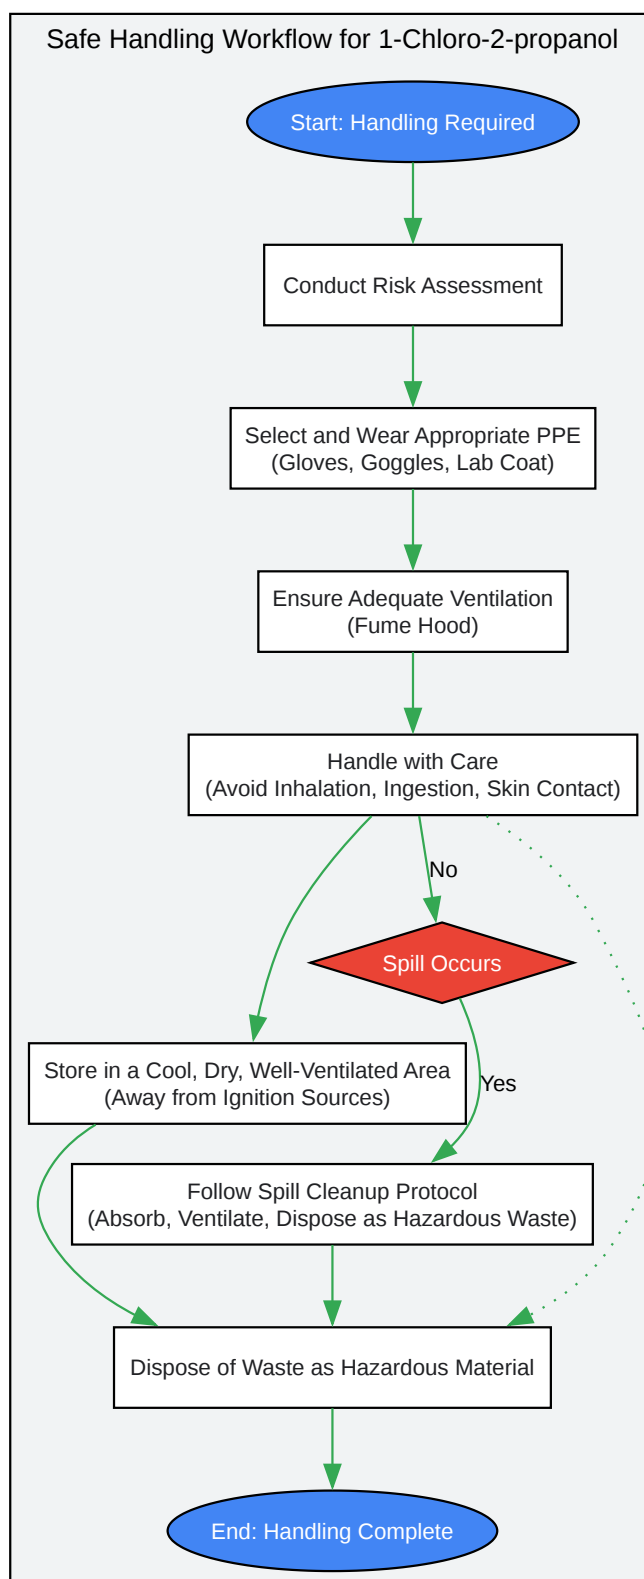 Safe Handling Workflow for 1-Chloro-2-propanol
Start: Handling Required
Conduct Risk Assessment
Select and Wear Appropriate PPE
(Gloves, Goggles, Lab Coat)
Ensure Adequate Ventilation
(Fume Hood)
Handle with Care
(Avoid Inhalation, Ingestion, Skin Contact)
No
Spill Occurs
Store in a Cool, Dry, Well-Ventilated Area
(Away from Ignition Sources)
Yes
Follow Spill Cleanup Protocol
(Absorb, Ventilate, Dispose as Hazardous Waste)
Dispose of Waste as Hazardous Material
End: Handling Complete